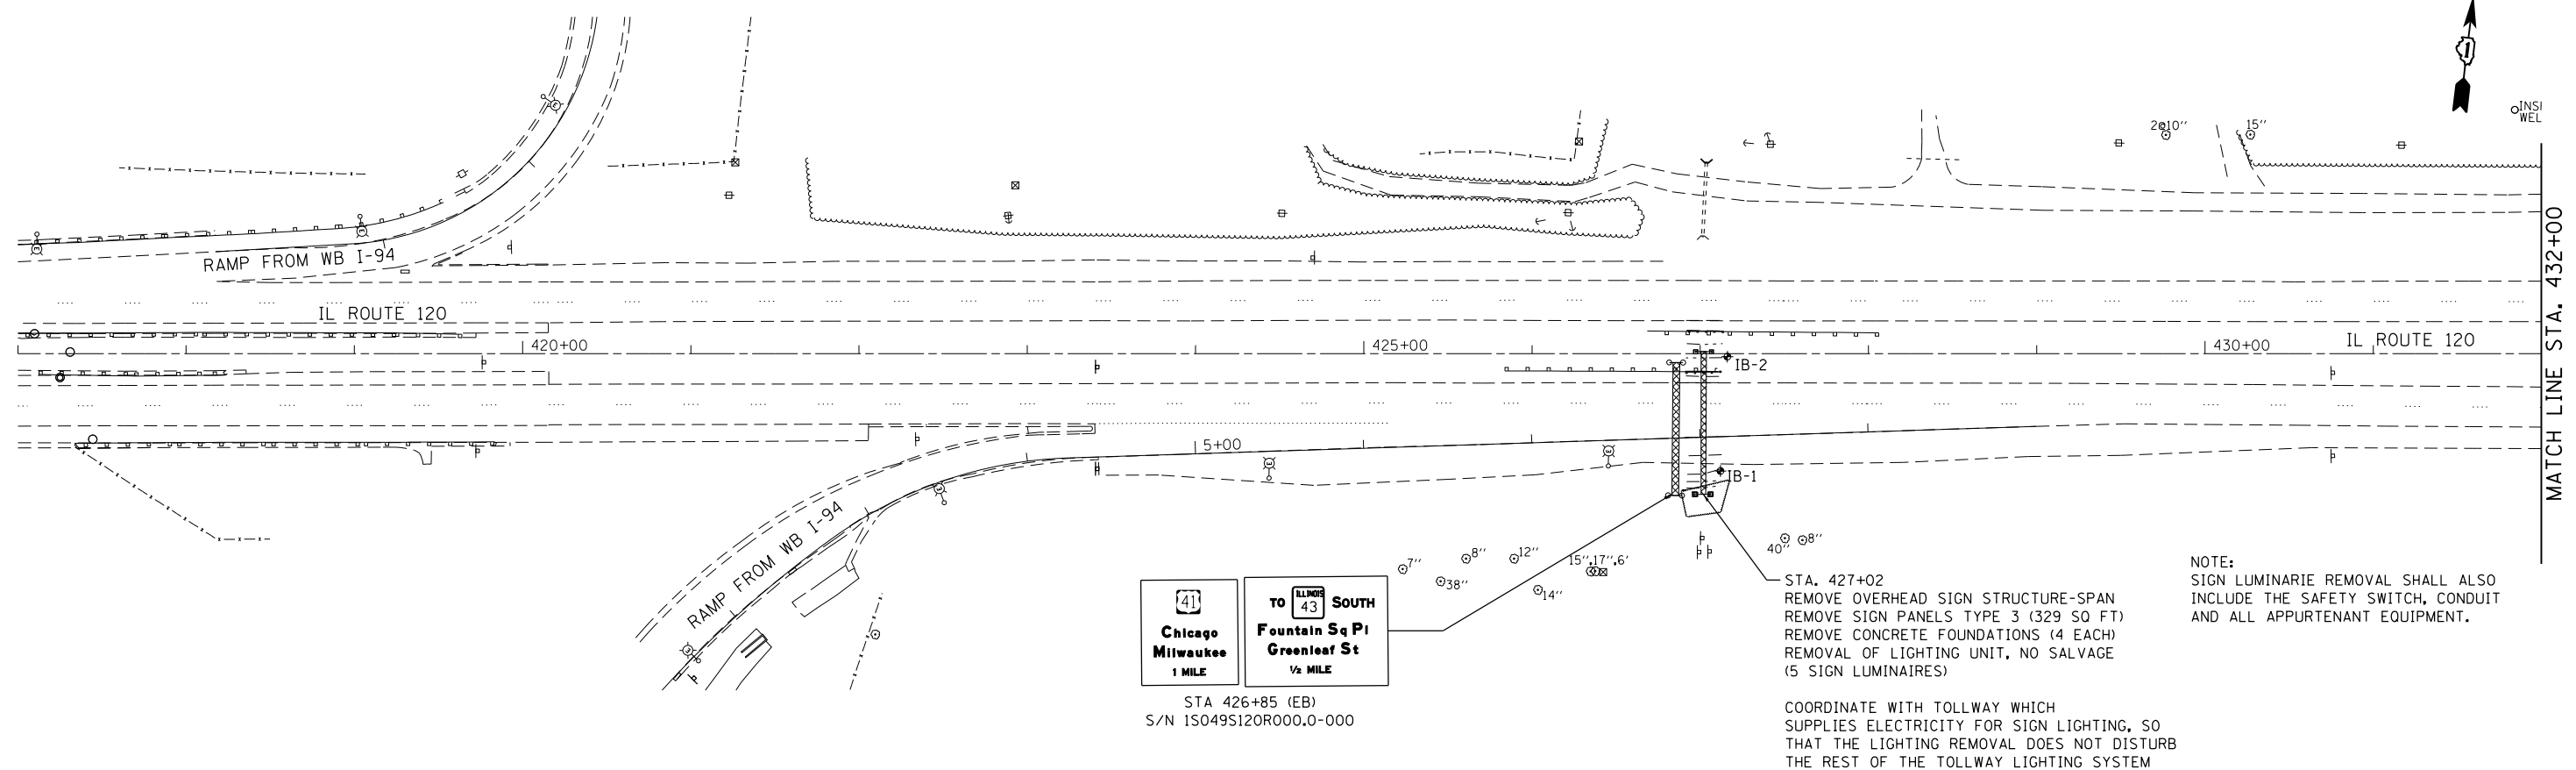 1
INSI
WEL
2@10''
15''
RAMP FROM WB I-94
IL ROUTE 120
420+00
425+00
430+00
IL ROUTE 120
MATCH LINE STA. 432+00
IB-2
5+00
IB-1
RAMP FROM WB I-94
7''
8''
38''
12''
14''
15'',17'',6'
40''
8''
41
Chicago
Milwaukee
1 MILE
TO ILLINOIS 43 SOUTH
Fountain Sq Pl
Greenleaf St
1/2 MILE
STA 426+85 (EB)
S/N 1S049S120R000.0-000
STA. 427+02
REMOVE OVERHEAD SIGN STRUCTURE-SPAN
REMOVE SIGN PANELS TYPE 3 (329 SQ FT)
REMOVE CONCRETE FOUNDATIONS (4 EACH)
REMOVAL OF LIGHTING UNIT, NO SALVAGE
(5 SIGN LUMINAIRES)
COORDINATE WITH TOLLWAY WHICH
SUPPLIES ELECTRICITY FOR SIGN LIGHTING, SO
THAT THE LIGHTING REMOVAL DOES NOT DISTURB
THE REST OF THE TOLLWAY LIGHTING SYSTEM
NOTE:
SIGN LUMINARIE REMOVAL SHALL ALSO
INCLUDE THE SAFETY SWITCH, CONDUIT
AND ALL APPURTENANT EQUIPMENT.